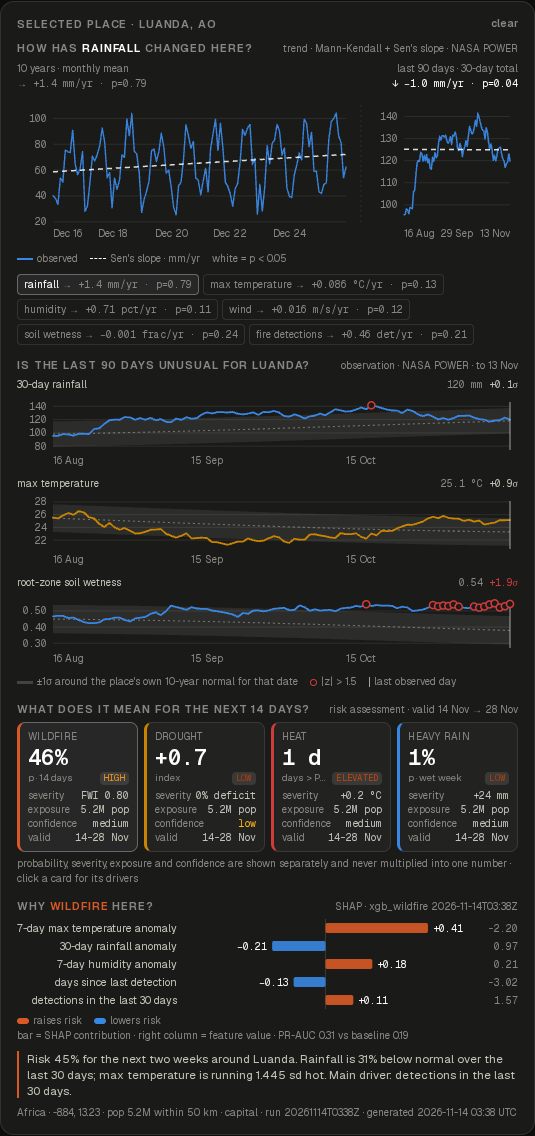 SELECTED PLACE · LUANDA, AO
clear
HOW HAS RAINFALL CHANGED HERE?
trend · Mann-Kendall + Sen's slope · NASA POWER
10 years · monthly mean
→ +1.4 mm/yr · p=0.79
last 90 days · 30-day total
↓ −1.0 mm/yr · p=0.04
100
80
60
40
20
Dec 16 Dec 18 Dec 20 Dec 22 Dec 24
140
130
120
110
100
16 Aug 29 Sep 13 Nov
observed Sen's slope · mm/yr white = p < 0.05
rainfall → +1.4 mm/yr · p=0.79
max temperature → +0.086 °C/yr · p=0.13
humidity → +0.71 pct/yr · p=0.11
wind → +0.016 m/s/yr · p=0.12
soil wetness → −0.001 frac/yr · p=0.24
fire detections → +0.46 det/yr · p=0.21
IS THE LAST 90 DAYS UNUSUAL FOR LUANDA?
observation · NASA POWER · to 13 Nov
30-day rainfall
120 mm +0.1σ
140
120
100
80
16 Aug 15 Sep 15 Oct
max temperature
25.1 °C +0.9σ
28
26
24
22
16 Aug 15 Sep 15 Oct
root-zone soil wetness
0.54 +1.9σ
0.50
0.40
0.30
16 Aug 15 Sep 15 Oct
±1σ around the place's own 10-year normal for that date |z| > 1.5 last observed day
WHAT DOES IT MEAN FOR THE NEXT 14 DAYS?
risk assessment · valid 14 Nov → 28 Nov
WILDFIRE
46%
p · 14 days HIGH
severity FWI 0.80
exposure 5.2M pop
confidence medium
valid 14–28 Nov
DROUGHT
+0.7
index LOW
severity 0% deficit
exposure 5.2M pop
confidence low
valid 14–28 Nov
HEAT
1 d
days > P… ELEVATED
severity +0.2 °C
exposure 5.2M pop
confidence medium
valid 14–28 Nov
HEAVY RAIN
1%
p · wet week LOW
severity +24 mm
exposure 5.2M pop
confidence medium
valid 14–28 Nov
probability, severity, exposure and confidence are shown separately and never multiplied into one number ·
click a card for its drivers
WHY WILDFIRE HERE?
SHAP · xgb_wildfire 2026-11-14T03:38Z
7-day max temperature anomaly +0.41 −2.20
30-day rainfall anomaly −0.21 0.97
7-day humidity anomaly +0.18 0.21
days since last detection −0.13 −3.02
detections in the last 30 days +0.11 1.57
raises risk lowers risk
bar = SHAP contribution · right column = feature value · PR-AUC 0.31 vs baseline 0.19
Risk 45% for the next two weeks around Luanda. Rainfall is 31% below normal over the
last 30 days; max temperature is running 1.445 sd hot. Main driver: detections in the last
30 days.
Africa · -8.84, 13.23 · pop 5.2M within 50 km · capital · run 20261114T0338Z · generated 2026-11-14 03:38 UTC